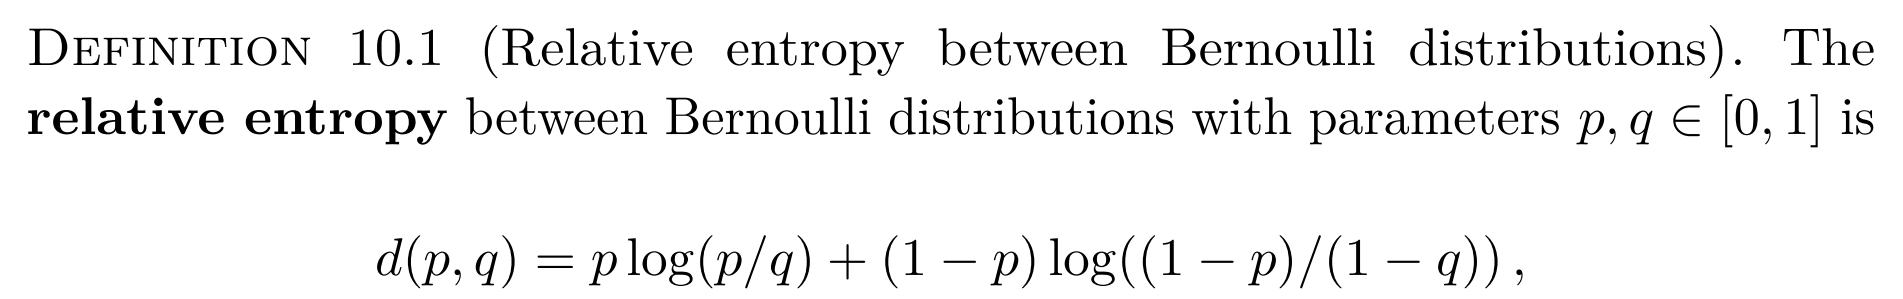 DEFINITION 10.1 (Relative entropy between Bernoulli distributions). The
relative entropy between Bernoulli distributions with parameters p, q ∈ [0, 1] is
d(p, q) = p log(p/q) + (1 − p) log((1 − p)/(1 − q)) ,